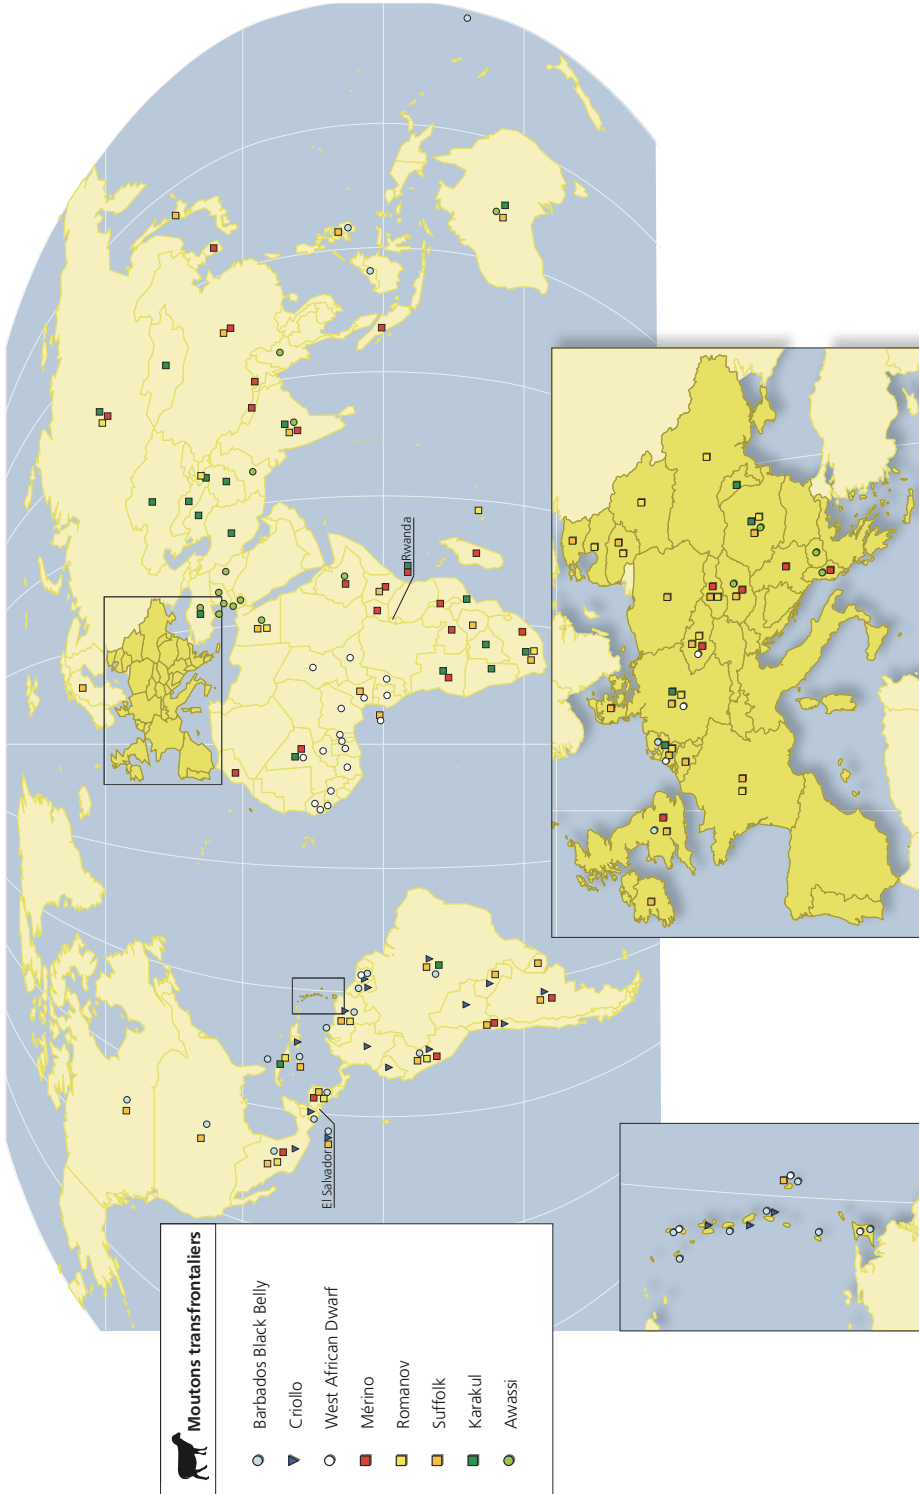 Moutons transfrontaliers
Barbados Black Belly
Criollo
West African Dwarf
Mérino
Romanov
Suffolk
Karakul
Awassi
El Salvador
Rwanda